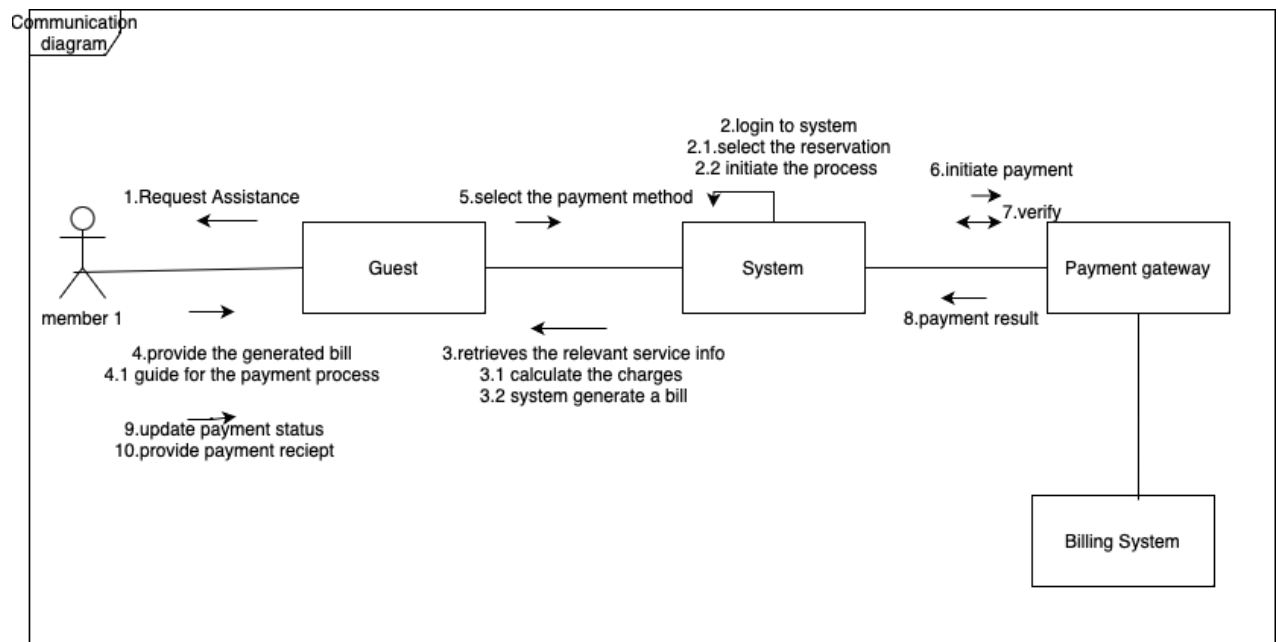 Communication
diagram
2.login to system
2.1.select the reservation
2.2 initiate the process
6.initiate payment
1.Request Assistance
5.select the payment method
7.verify
Guest
System
Payment gateway
member 1
8.payment result
4.provide the generated bill
4.1 guide for the payment process
3.retrieves the relevant service info
3.1 calculate the charges
3.2 system generate a bill
9.update payment status
10.provide payment reciept
Billing System